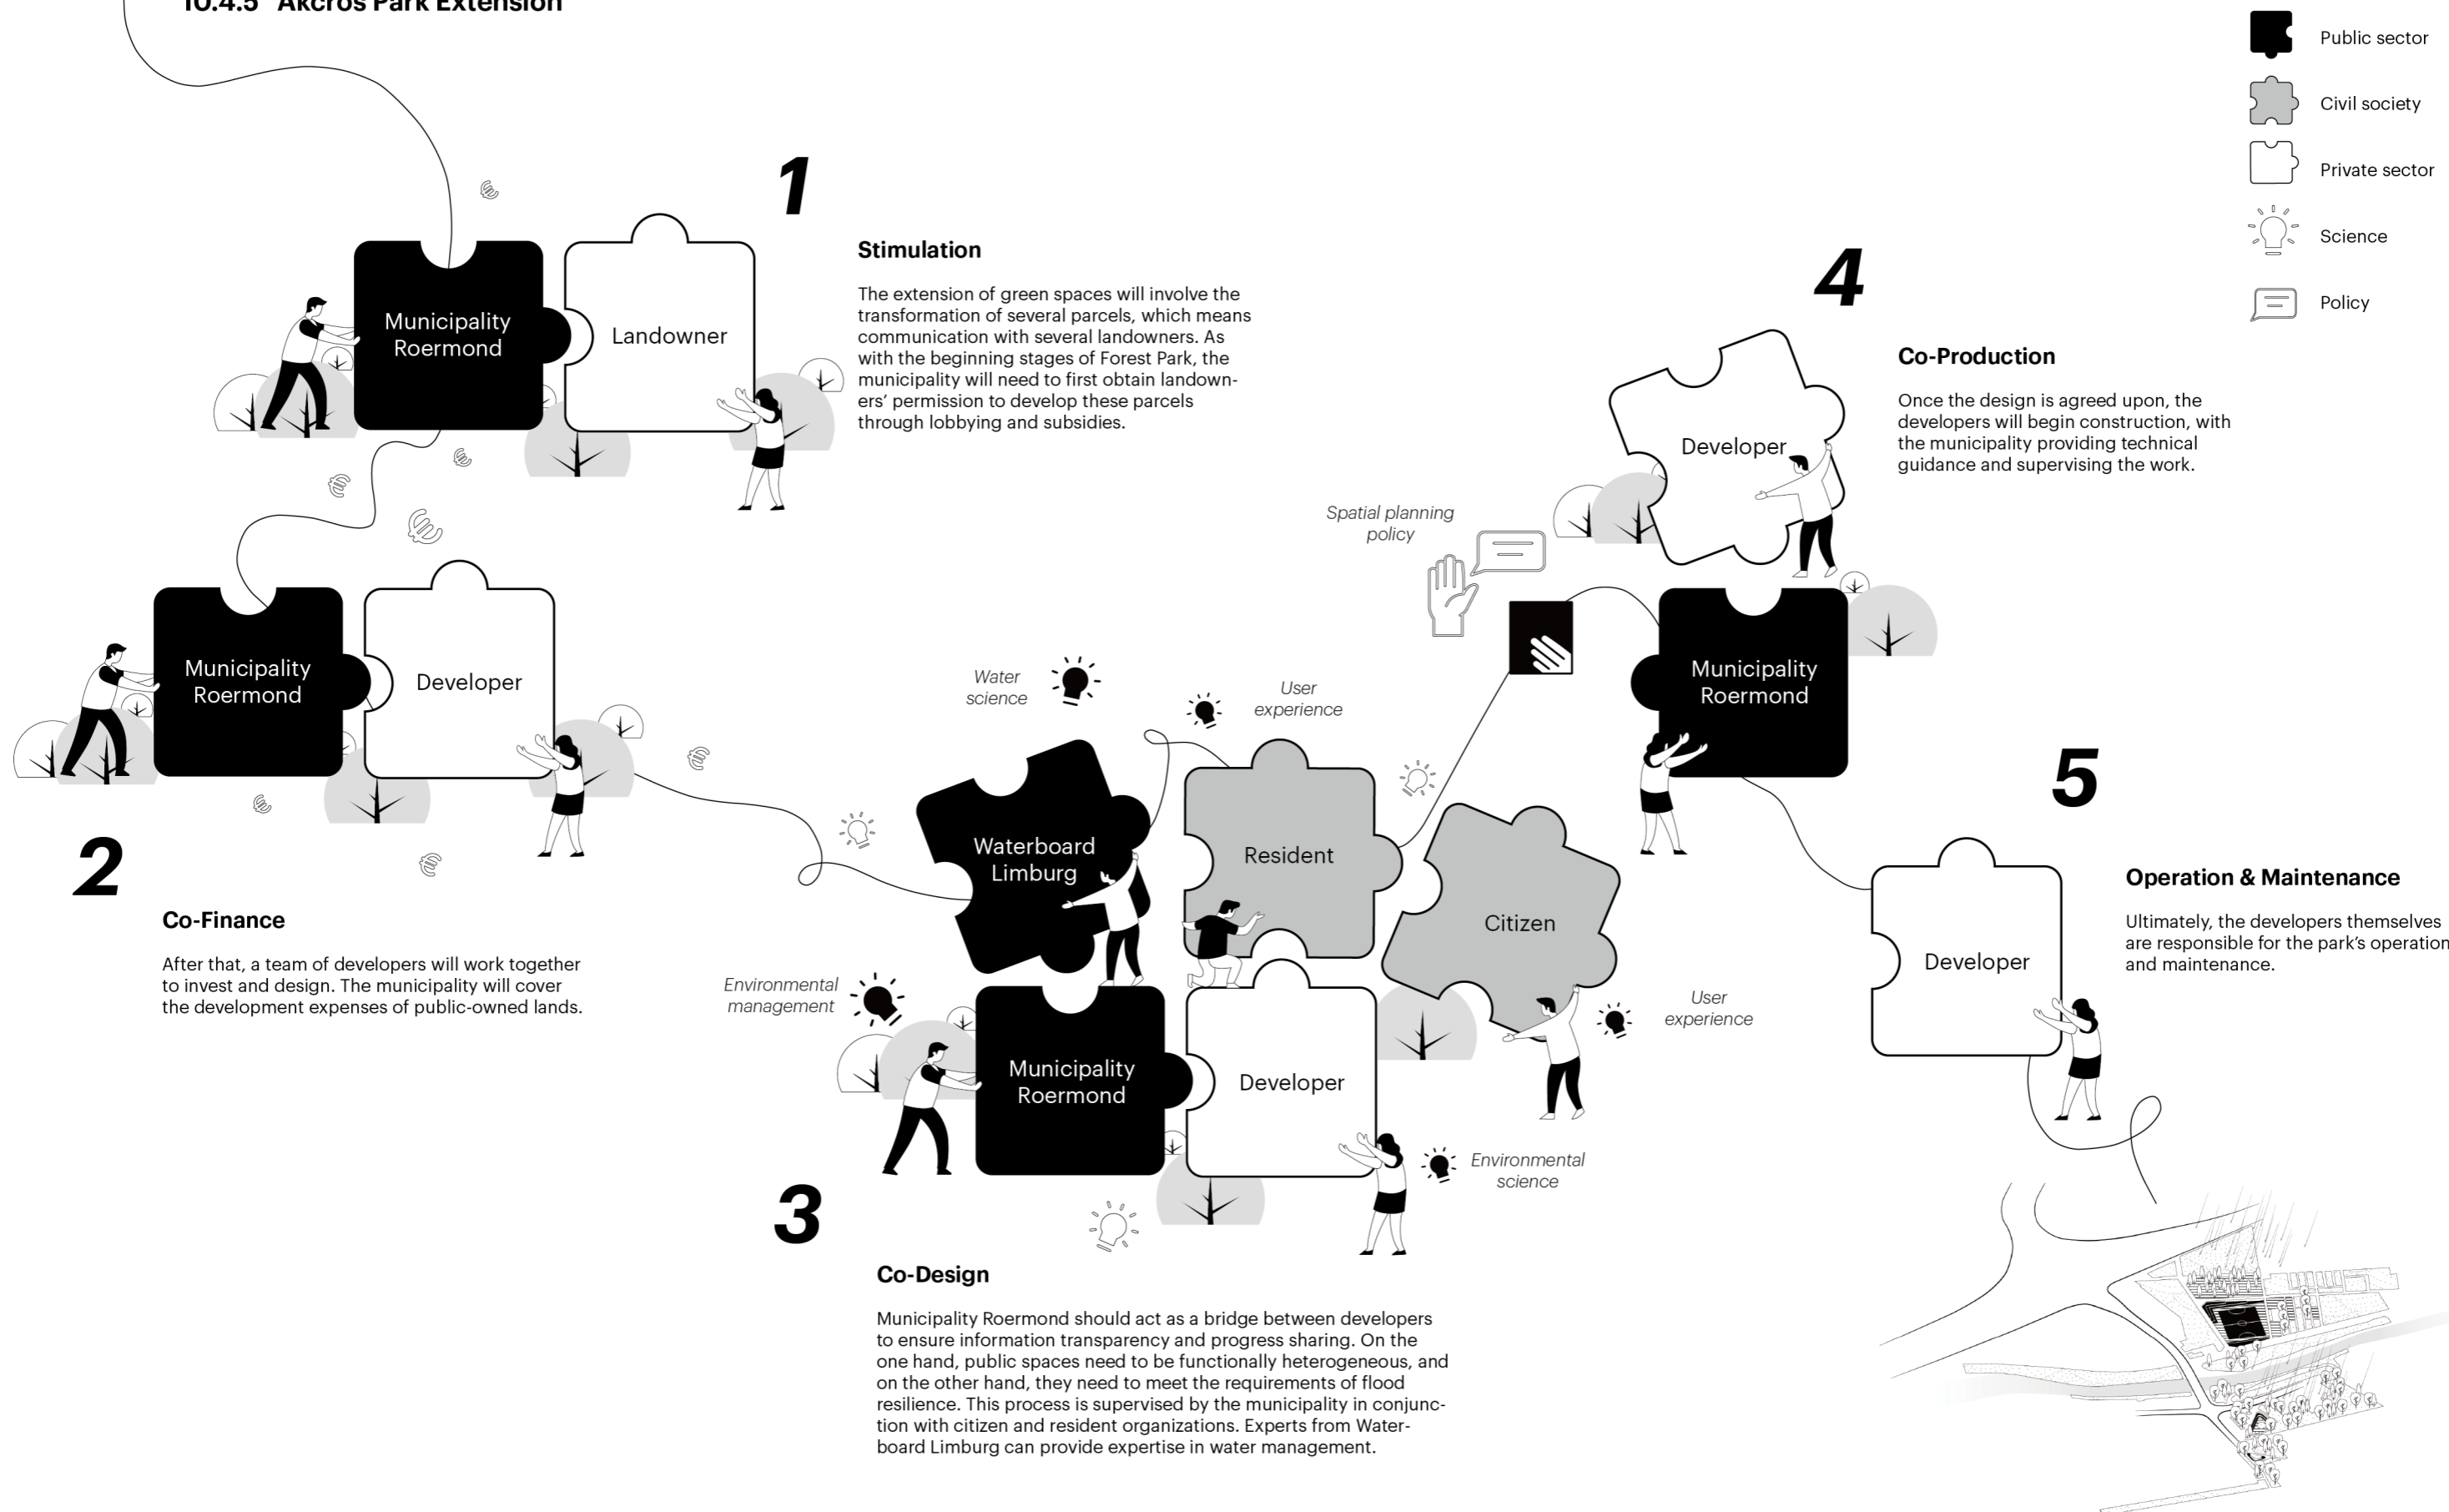 10.4.5 Akcros Park Extension
Public sector
Civil society
Private sector
Science
Policy
1
Stimulation
The extension of green spaces will involve the
transformation of several parcels, which means
communication with several landowners. As
with the beginning stages of Forest Park, the
municipality will need to first obtain landown-
ers’ permission to develop these parcels
through lobbying and subsidies.
Municipality
Roermond
Landowner
Municipality
Roermond
Developer
2
Co-Finance
After that, a team of developers will work together
to invest and design. The municipality will cover
the development expenses of public-owned lands.
Water
science
User
experience
Waterboard
Limburg
Resident
Citizen
Environmental
management
User
experience
Municipality
Roermond
Developer
Environmental
science
3
Co-Design
Municipality Roermond should act as a bridge between developers
to ensure information transparency and progress sharing. On the
one hand, public spaces need to be functionally heterogeneous, and
on the other hand, they need to meet the requirements of flood
resilience. This process is supervised by the municipality in conjunc-
tion with citizen and resident organizations. Experts from Water-
board Limburg can provide expertise in water management.
Spatial planning
policy
4
Co-Production
Once the design is agreed upon, the
developers will begin construction, with
the municipality providing technical
guidance and supervising the work.
Developer
Municipality
Roermond
5
Operation & Maintenance
Ultimately, the developers themselves
are responsible for the park’s operation
and maintenance.
Developer